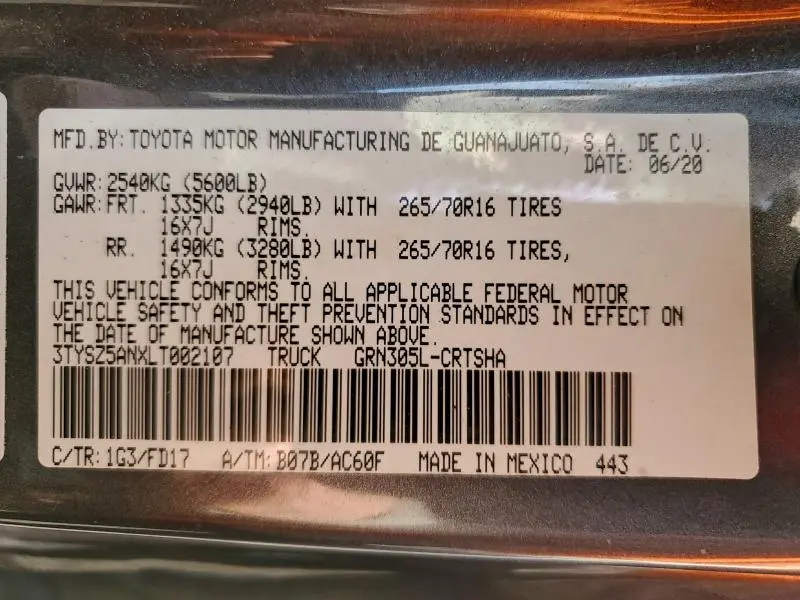 MFD.BY: TOYOTA MOTOR MANUFACTURING DE GUANAJUATO, S.A. DE C.V.
DATE: 06/20
GVWR: 2540KG (5600LB)
GAWR: FRT. 1335KG (2940LB) WITH 265/70R16 TIRES
16X7J RIMS.
RR. 1490KG (3280LB) WITH 265/70R16 TIRES,
16X7J RIMS.
THIS VEHICLE CONFORMS TO ALL APPLICABLE FEDERAL MOTOR
VEHICLE SAFETY AND THEFT PREVENTION STANDARDS IN EFFECT ON
THE DATE OF MANUFACTURE SHOWN ABOVE.
3TYSZ5ANXLT002107 TRUCK GRN305L-CRTSHA
C/TR: 1G3/FD17 A/TM: B07B/AC60F MADE IN MEXICO 443